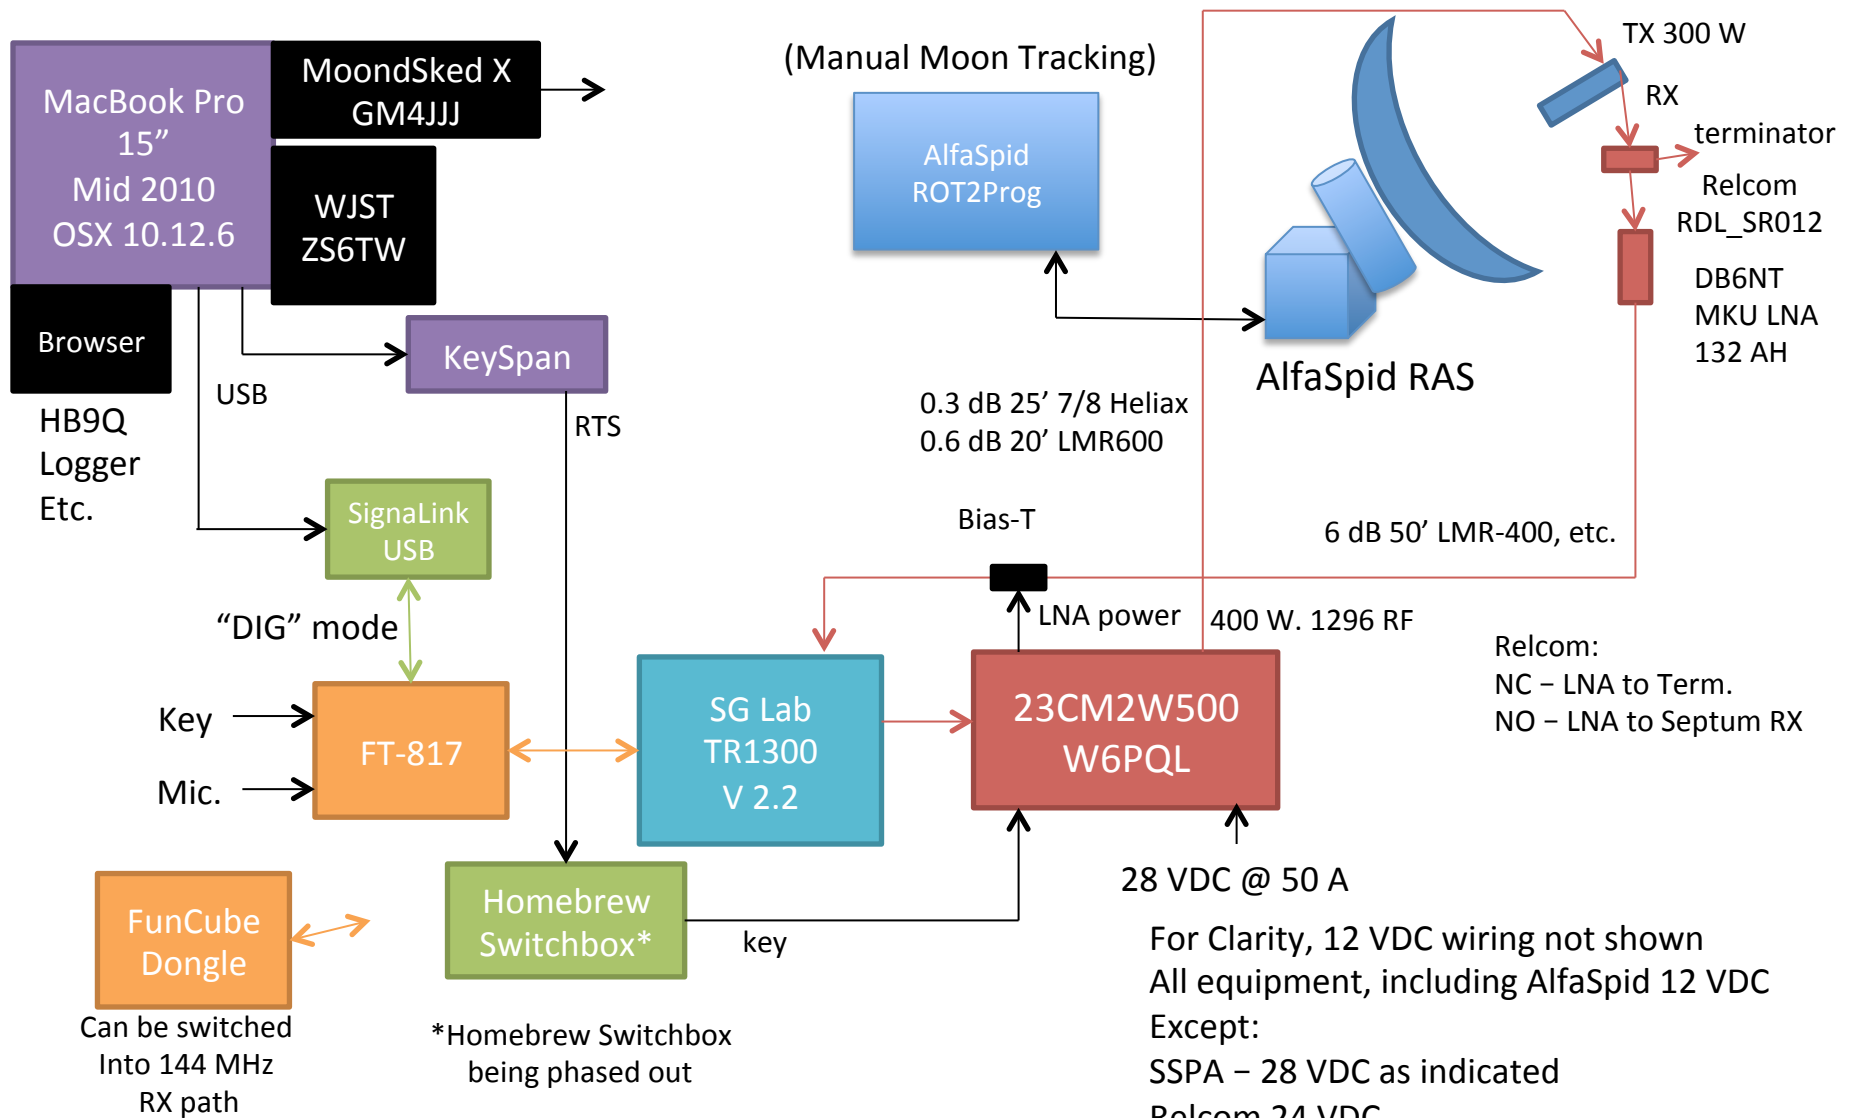 MacBook Pro
15”
Mid 2010
OSX 10.12.6
MoondSked X
GM4JJJ
WJST
ZS6TW
Browser
HB9Q
Logger
Etc.
USB
KeySpan
RTS
SignaLink
USB
“DIG” mode
Key
Mic.
FT-817
FunCube
Dongle
Can be switched
Into 144 MHz
RX path
Homebrew
Switchbox*
*Homebrew Switchbox
being phased out
key
SG Lab
TR1300
V 2.2
(Manual Moon Tracking)
AlfaSpid
ROT2Prog
AlfaSpid RAS
0.3 dB 25’ 7/8 Heliax
0.6 dB 20’ LMR600
Bias-T
LNA power
400 W. 1296 RF
23CM2W500
W6PQL
28 VDC @ 50 A
TX 300 W
RX
terminator
Relcom
RDL_SR012
DB6NT
MKU LNA
132 AH
6 dB 50’ LMR-400, etc.
Relcom:
NC – LNA to Term.
NO – LNA to Septum RX
For Clarity, 12 VDC wiring not shown
All equipment, including AlfaSpid 12 VDC
Except:
SSPA – 28 VDC as indicated
Relcom 24 VDC